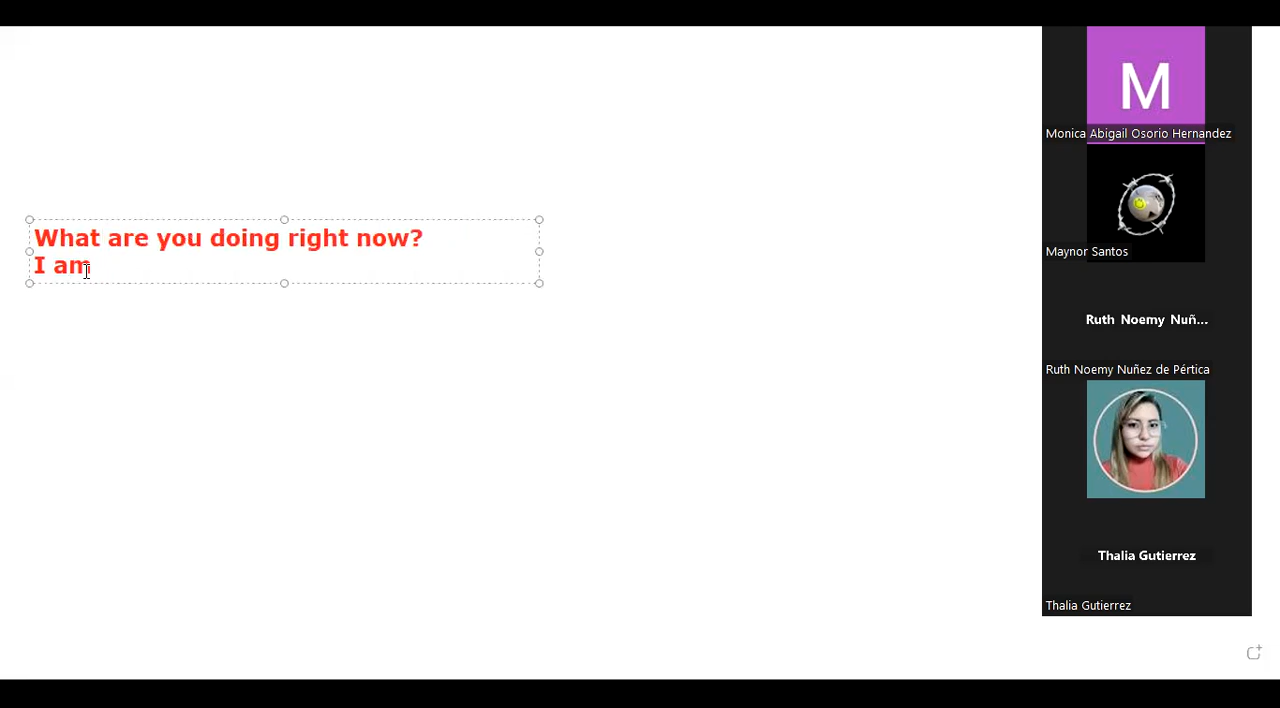 What are you doing right now?
I am
M
Monica Abigail Osorio Hernandez
Maynor Santos
Ruth Noemy Nuñ...
Ruth Noemy Nuñez de Pértica
Thalia Gutierrez
Thalia Gutierrez